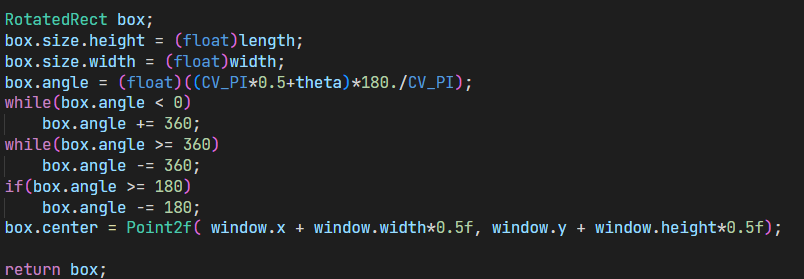 RotatedRect box;
box.size.height = (float)length;
box.size.width = (float)width;
box.angle = (float)((CV_PI*0.5+theta)*180./CV_PI);
while(box.angle < 0)
    box.angle += 360;
while(box.angle >= 360)
    box.angle -= 360;
if(box.angle >= 180)
    box.angle -= 180;
box.center = Point2f( window.x + window.width*0.5f, window.y + window.height*0.5f);

return box;